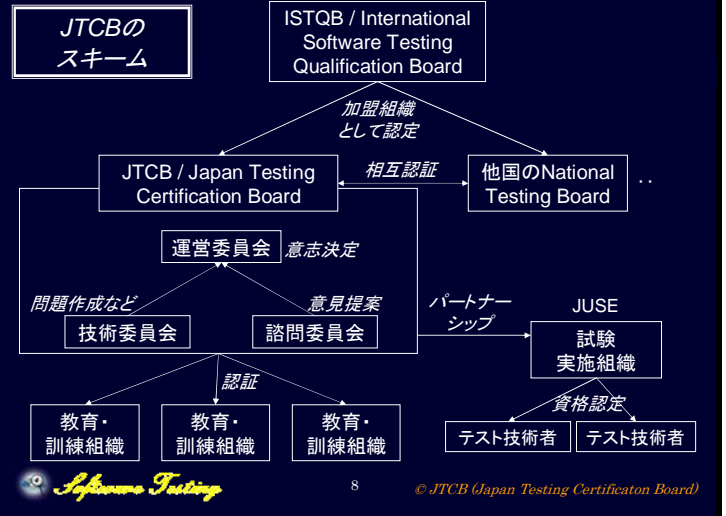 JTCBの
スキーム
ISTQB / International
Software Testing
Qualification Board
加盟組織
として認定
JTCB / Japan Testing
Certification Board
相互認証
他国のNational
Testing Board
‥
運営委員会
意志決定
問題作成など
意見提案
技術委員会
諮問委員会
パートナー
シップ
JUSE
試験
実施組織
認証
資格認定
教育・
訓練組織
教育・
訓練組織
教育・
訓練組織
テスト技術者
テスト技術者
Software Testing
8
© JTCB (Japan Testing Certificaton Board)